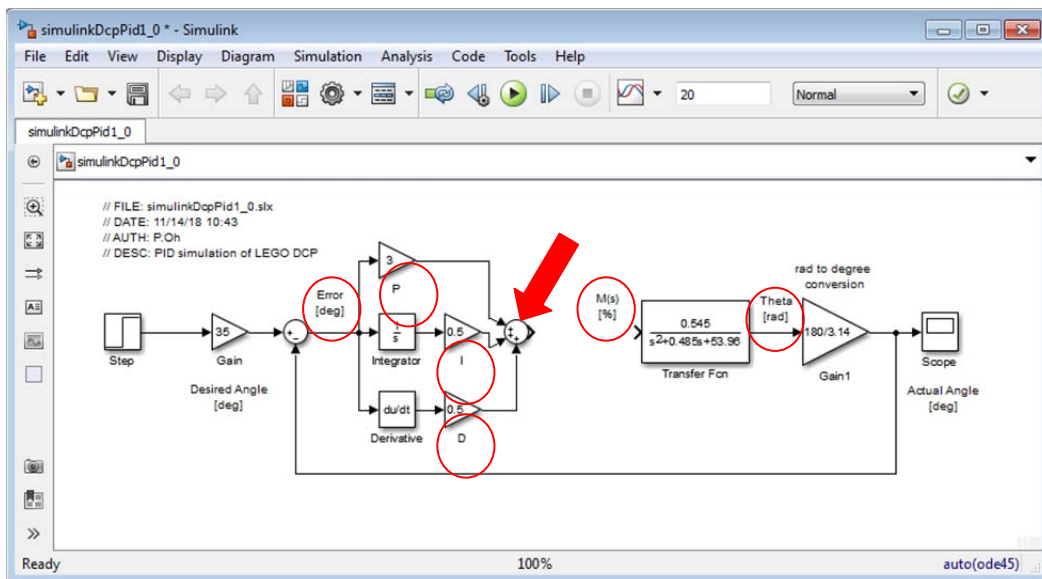 simulinkDcpPid1_0 * - Simulink
File Edit View Display Diagram Simulation Analysis Code Tools Help
20 Normal
simulinkDcpPid1_0
simulinkDcpPid1_0
// FILE: simulinkDcpPid1_0.slx
// DATE: 11/14/18 10:43
// AUTH: P.Oh
// DESC: PID simulation of LEGO DCP
3
P
Error
[deg]
1
s
Integrator
0.5
I
du/dt
Derivative
0.5
D
Step
35
Gain
Desired Angle
[deg]
M(s)
[%]
0.545
s2+0.485s+53.96
Transfer Fcn
Theta
[rad]
rad to degree
conversion
180/3.14
Gain1
Scope
Actual Angle
[deg]
Ready 100% auto(ode45)